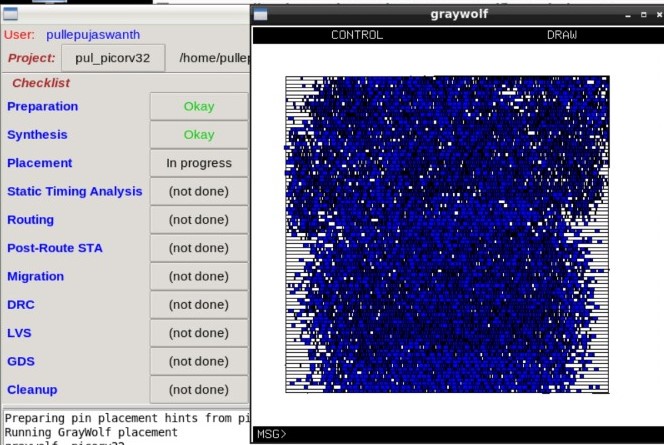 graywolf
CONTROL DRAW
User: pullepujaswanth
Project: pul_picorv32 /home/pullep
Checklist
Preparation Okay
Synthesis Okay
Placement In progress
Static Timing Analysis (not done)
Routing (not done)
Post-Route STA (not done)
Migration (not done)
DRC (not done)
LVS (not done)
GDS (not done)
Cleanup (not done)
Preparing pin placement hints from pi
Running GrayWolf placement
graywolf picorv32
MSG>